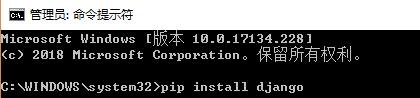 管理员: 命令提示符
Microsoft Windows [版本 10.0.17134.228]
(c) 2018 Microsoft Corporation。保留所有权利。
C:\WINDOWS\system32>pip install django